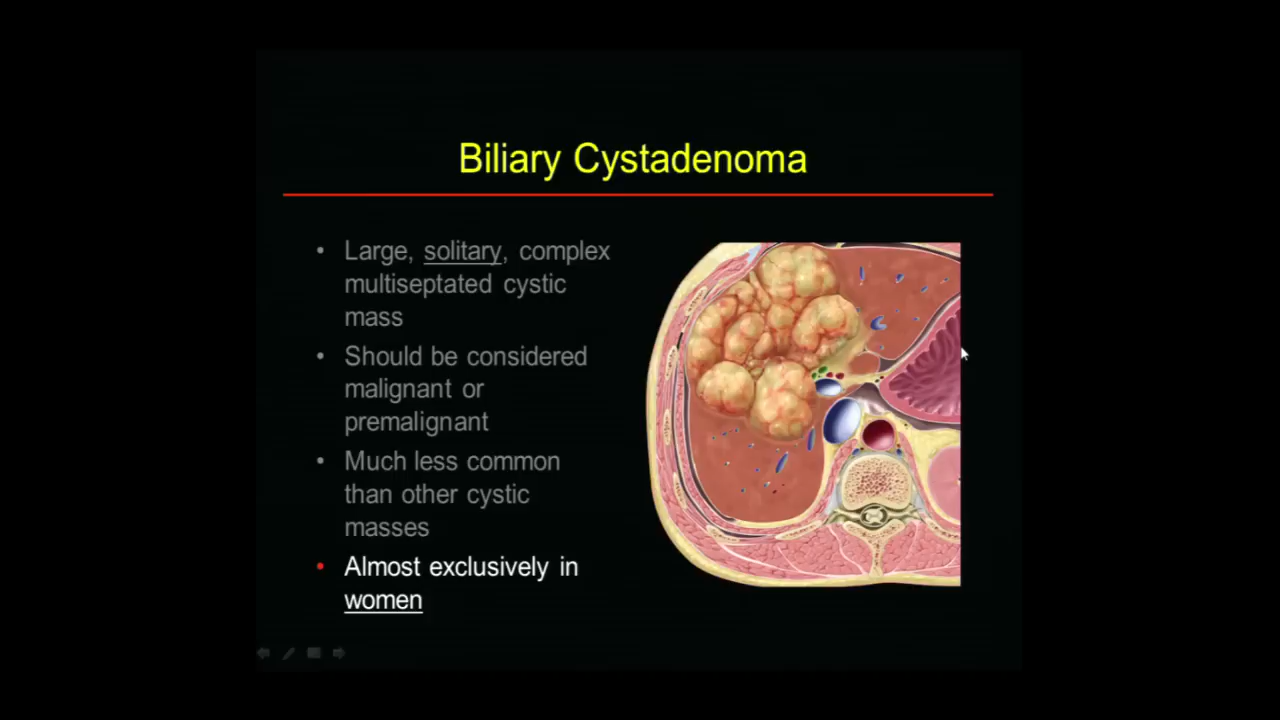 Biliary Cystadenoma
• Large, solitary, complex
multiseptated cystic
mass
• Should be considered
malignant or
premalignant
• Much less common
than other cystic
masses
• Almost exclusively in
women